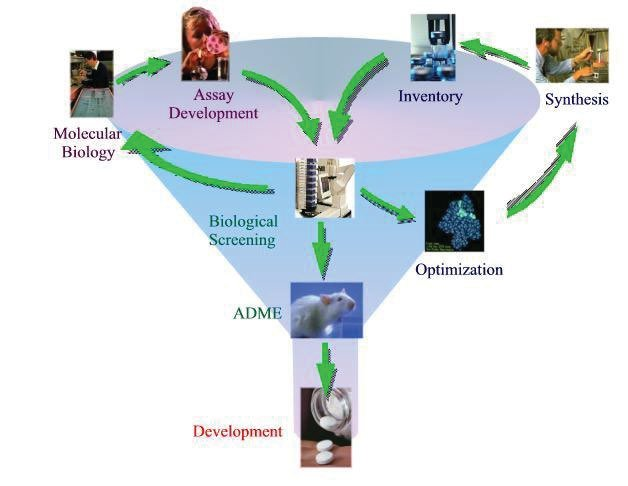 Assay
Development
Inventory
Synthesis
Molecular
Biology
Biological
Screening
Optimization
ADME
Development